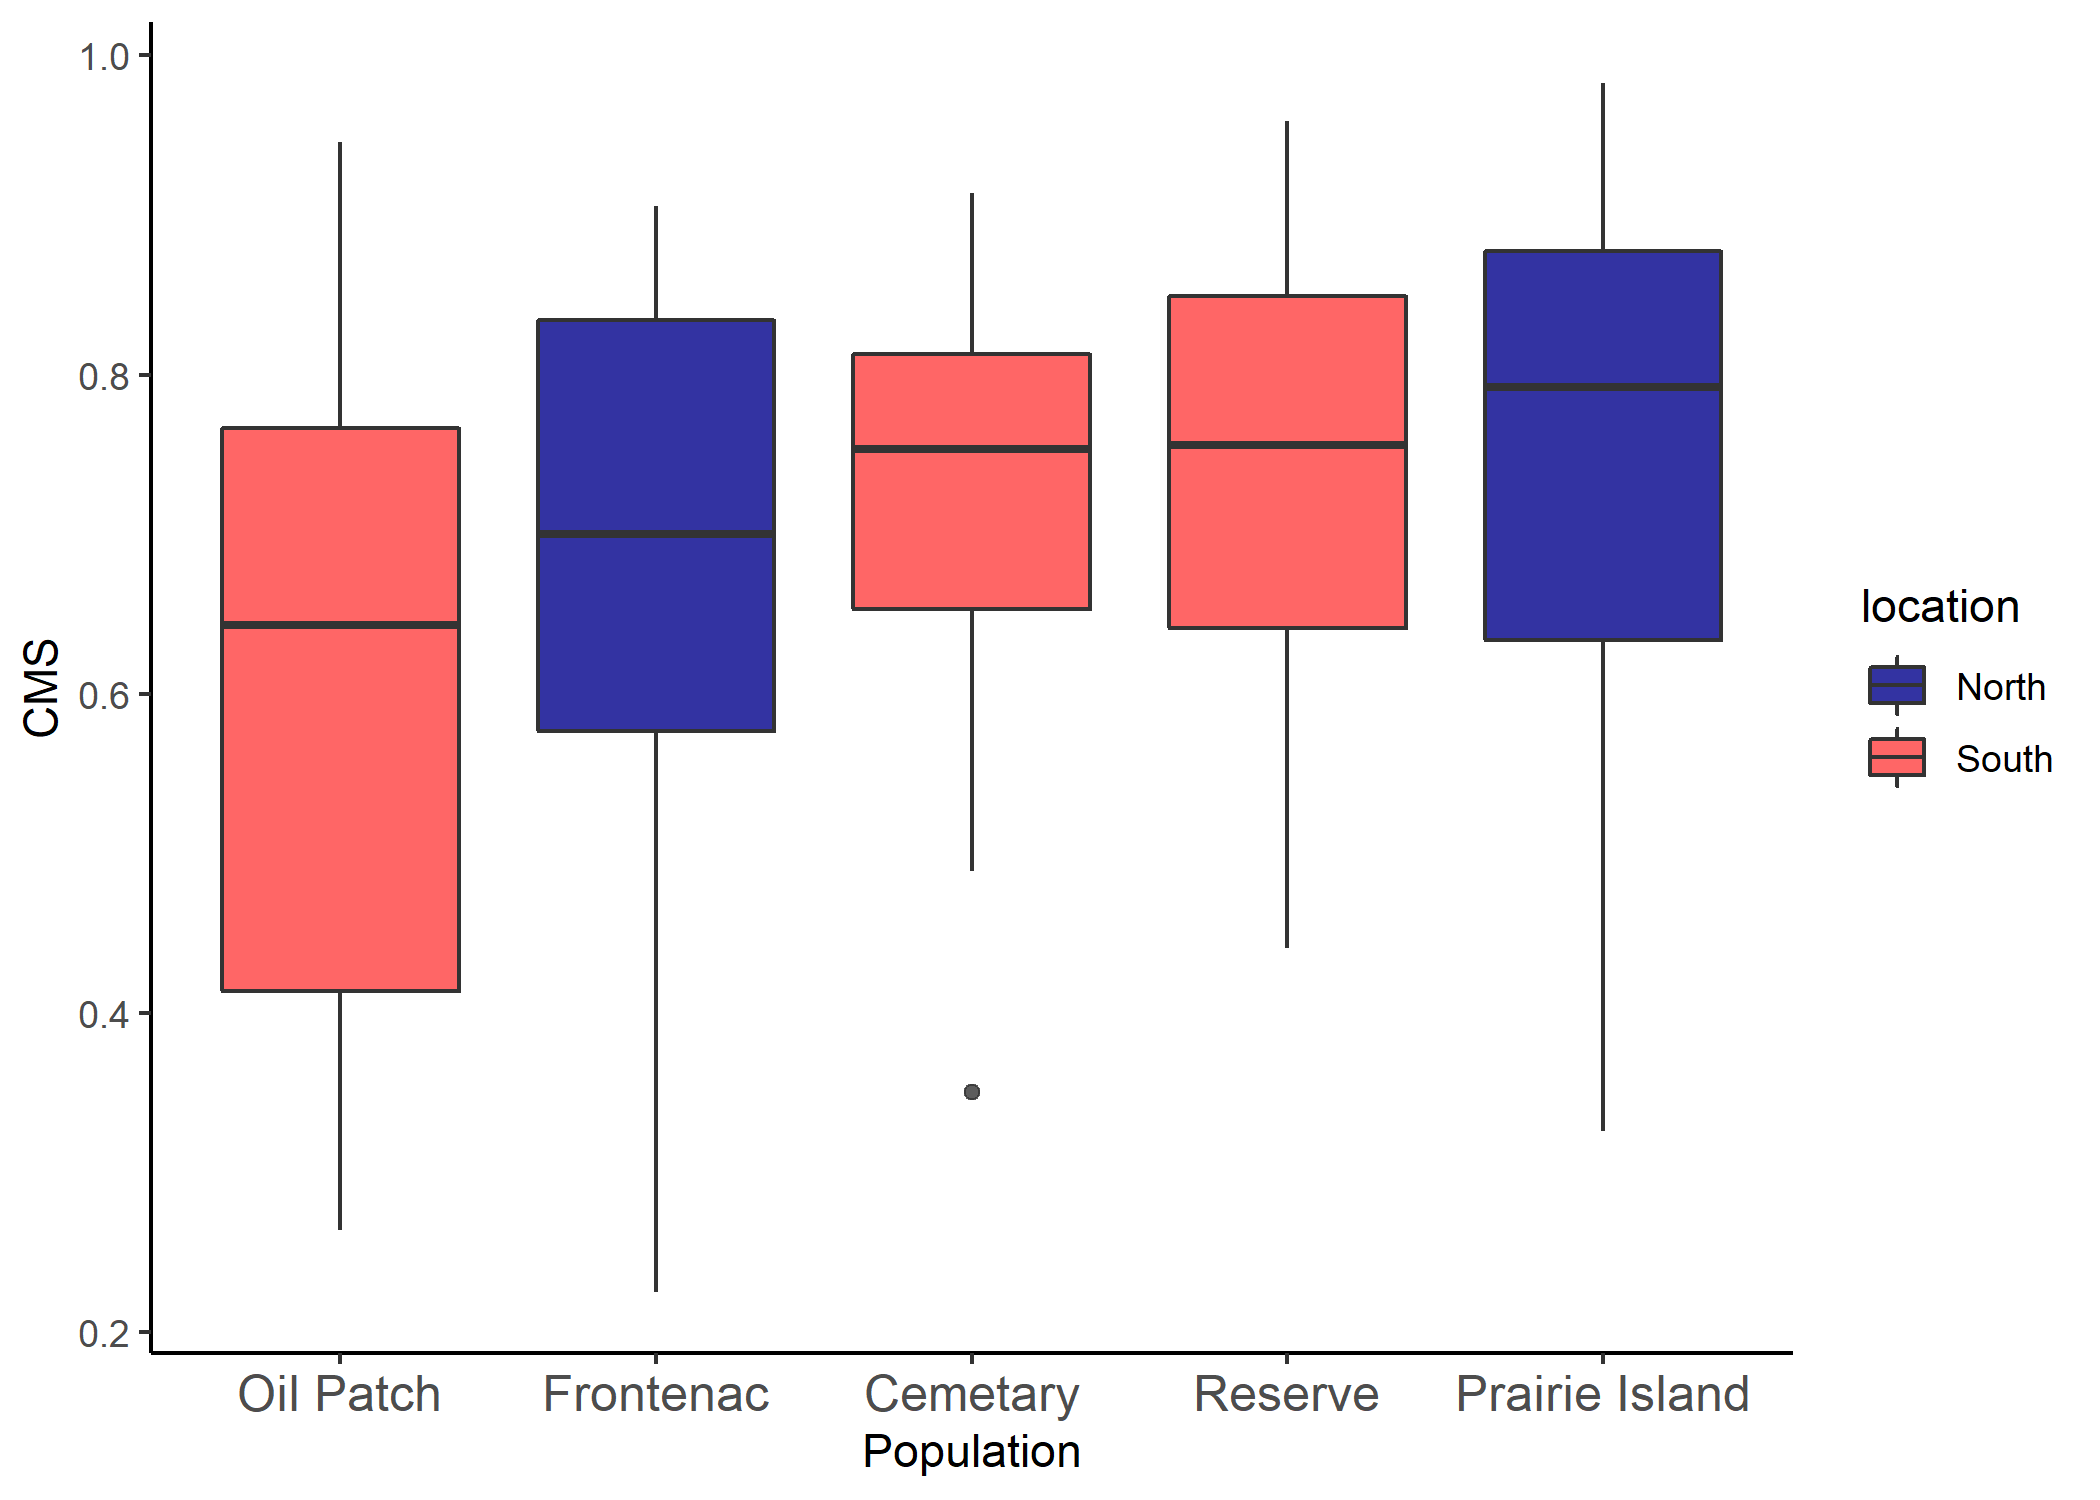 1.0
0.8
0.6
0.4
0.2
CMS
Oil Patch Frontenac Cemetary Reserve Prairie Island
Population
location
North
South